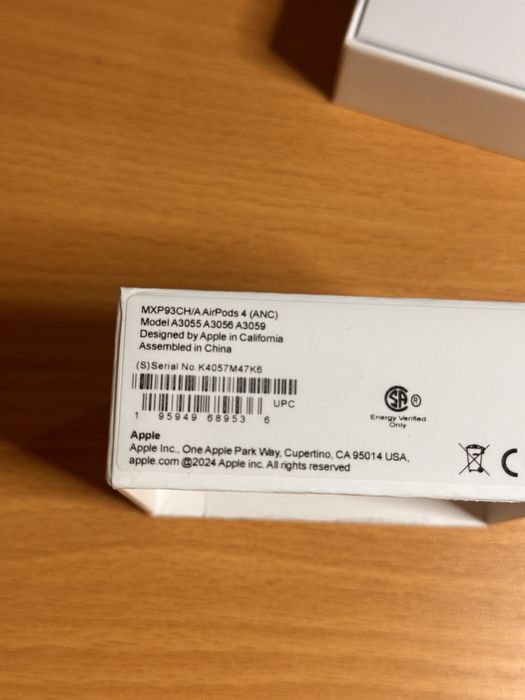 MXP93CH/A AirPods 4 (ANC)
Model A3055 A3056 A3059
Designed by Apple in California
Assembled in China
(S)Serial No. K4057M47K6
UPC
1 95949 68953 6
SA ®
Energy Verified
Only
Apple
Apple Inc., One Apple Park Way, Cupertino, CA 95014 USA.
apple.com @2024 Apple inc. All rights reserved